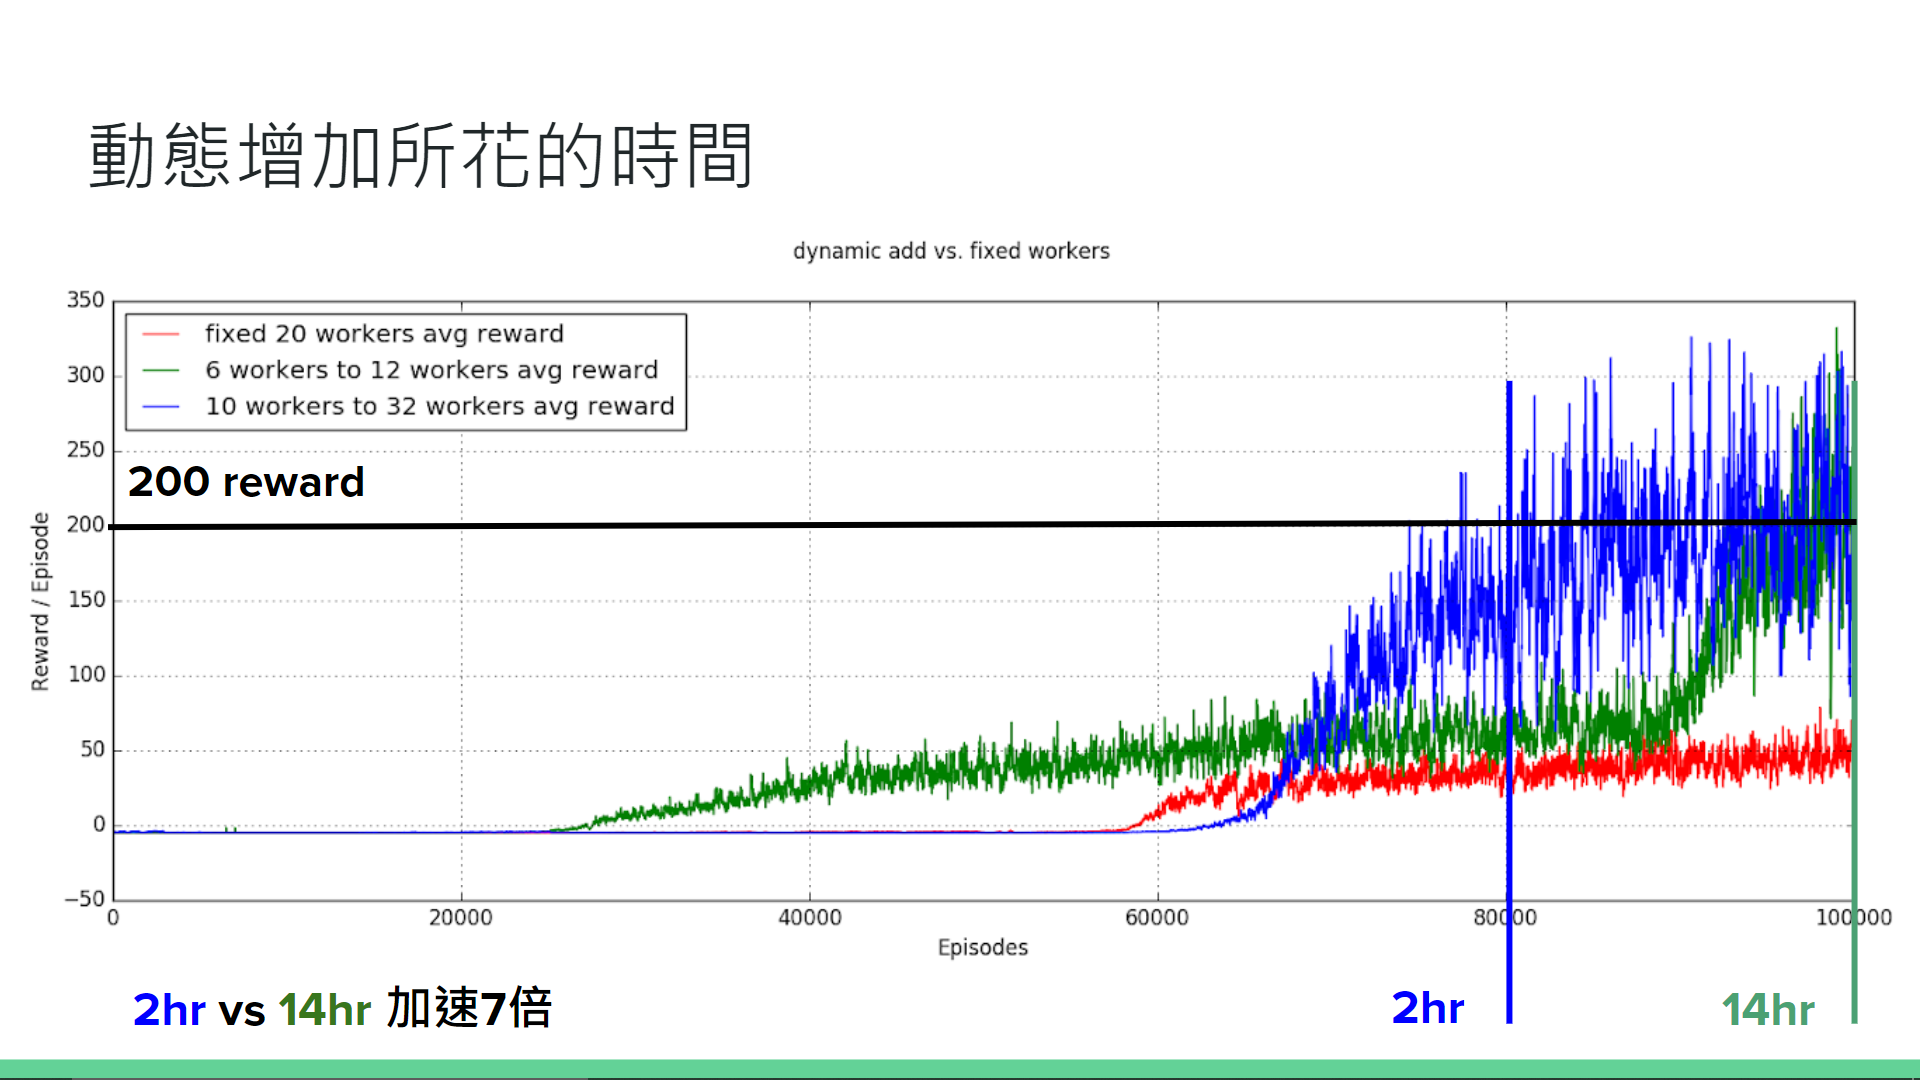 動態增加所花的時間
dynamic add vs. fixed workers
350
300
250
200
150
100
50
0
−50
fixed 20 workers avg reward
6 workers to 12 workers avg reward
10 workers to 32 workers avg reward
200 reward
Reward / Episode
0 20000 40000 60000 80000 100000
Episodes
2hr vs 14hr 加速7倍
2hr
14hr